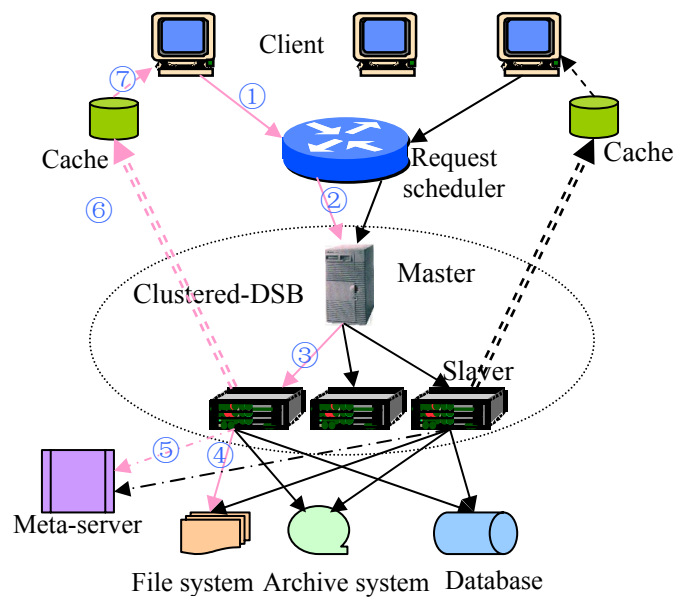 Client
⑦
①
Cache
Request
scheduler
Cache
⑥
②
Master
Clustered-DSB
③
Slaver
⑤
④
Meta-server
File system
Archive system
Database